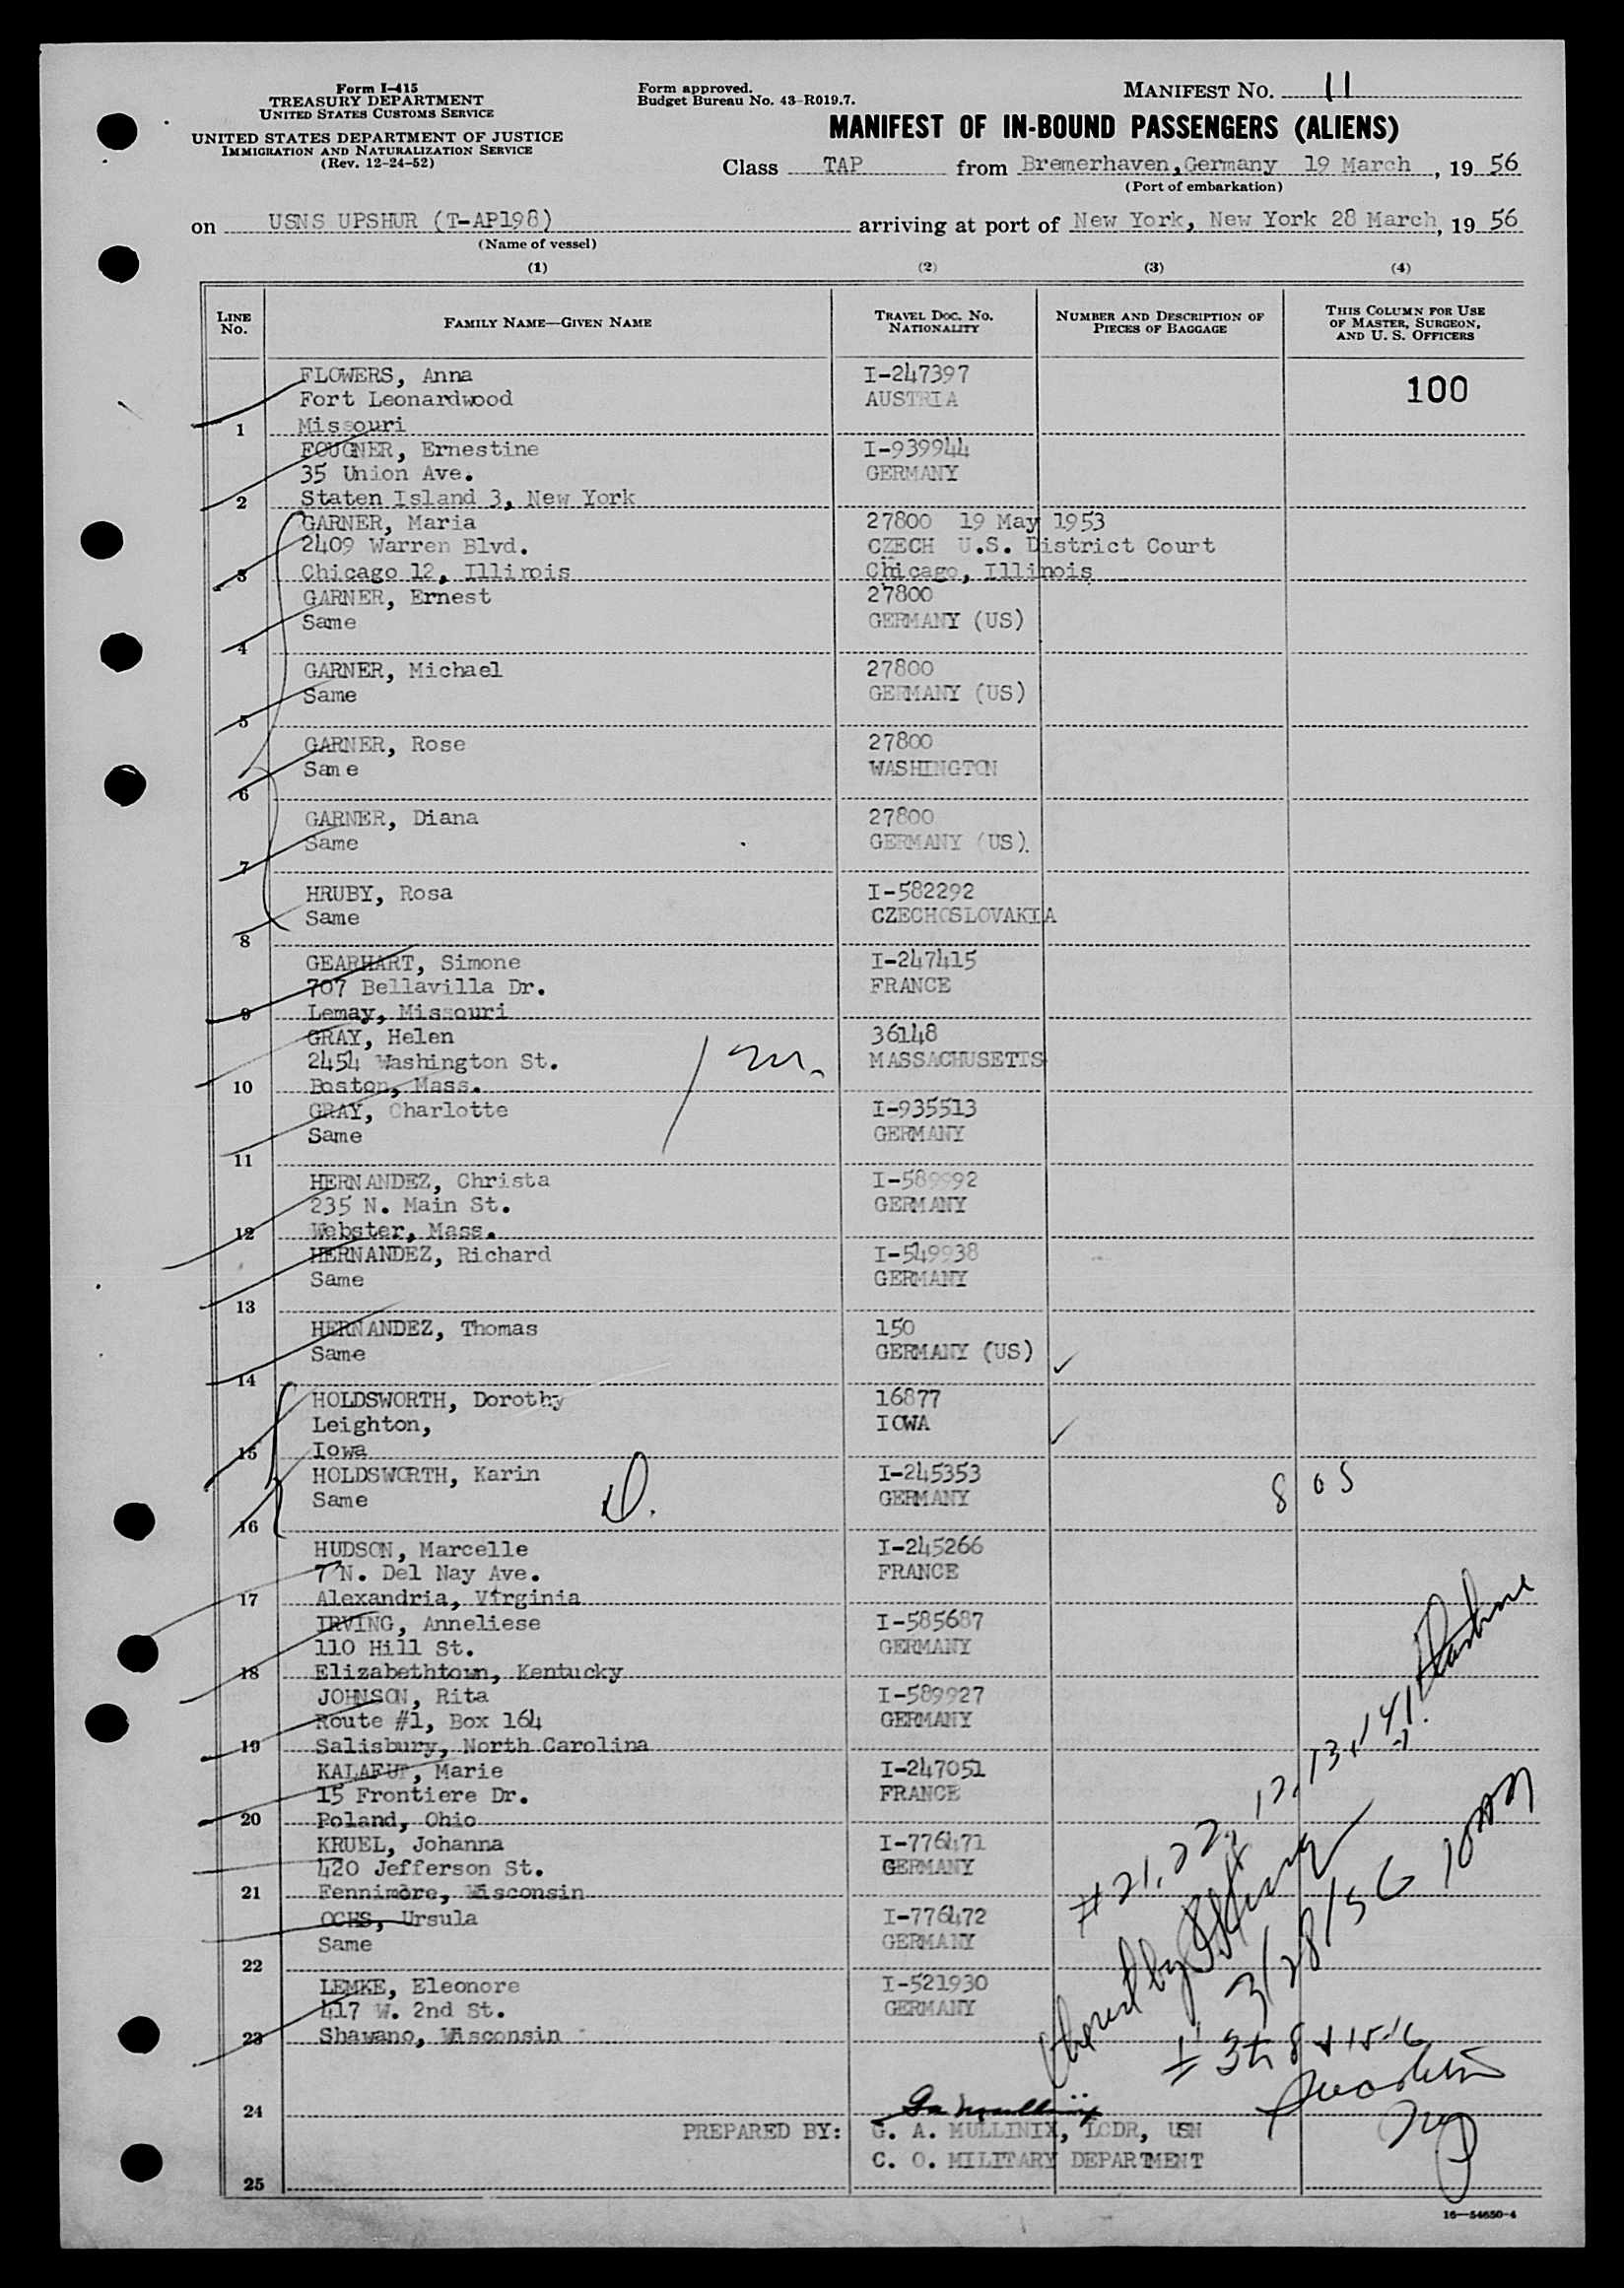 Form I-415
TREASURY DEPARTMENT
UNITED STATES CUSTOMS SERVICE
UNITED STATES DEPARTMENT OF JUSTICE
IMMIGRATION AND NATURALIZATION SERVICE
(Rev. 12-24-52)
Form approved.
Budget Bureau No. 43-R019.7.
MANIFEST NO. 11
MANIFEST OF IN-BOUND PASSENGERS (ALIENS)
Class TAP from Bremerhaven, Germany 19 March, 19 56
(Port of embarkation)
on USNS UPSHUR (T-AP198) arriving at port of New York, New York 28 March, 19 56
(Name of vessel)
(1) (2) (3) (4)
LINE NO. FAMILY NAME—GIVEN NAME TRAVEL DOC. NO. NATIONALITY NUMBER AND DESCRIPTION OF PIECES OF BAGGAGE THIS COLUMN FOR USE OF MASTER, SURGEON, AND U. S. OFFICERS
FLOWERS, Anna I-247397 100
Fort Leonardwood AUSTRIA
1 Missouri
FOUGNER, Ernestine I-939944
35 Union Ave. GERMANY
2 Staten Island 3, New York
GARNER, Maria 27800 19 May 1953
2409 Warren Blvd. CZECH U.S. District Court
3 Chicago 12, Illinois Chicago, Illinois
GARNER, Ernest 27800
Same GERMANY (US)
4
GARNER, Michael 27800
Same GERMANY (US)
5
GARNER, Rose 27800
Same WASHINGTON
6
GARNER, Diana 27800
Same GERMANY (US).
7
HRUBY, Rosa I-582292
Same CZECHOSLOVAKIA
8
GEARHART, Simone I-247415
707 Bellavilla Dr. FRANCE
9 Lemay, Missouri
GRAY, Helen 36148
2454 Washington St. MASSACHUSETTS
10 Boston, Mass.
GRAY, Charlotte I-935513
Same GERMANY
11
HERNANDEZ, Christa I-589992
235 N. Main St. GERMANY
12 Webster, Mass.
HERNANDEZ, Richard I-549938
Same GERMANY
13
HERNANDEZ, Thomas 150
Same GERMANY (US) ✓
14
HOLDSWORTH, Dorothy 16877
Leighton, IOWA ✓
15 Iowa
HOLDSWORTH, Karin I-245353
Same GERMANY 8 05
16
HUDSON, Marcelle I-245266
7 N. Del Nay Ave. FRANCE
17 Alexandria, Virginia
IRVING, Anneliese I-585687
110 Hill St. GERMANY
18 Elizabethtown, Kentucky
JOHNSON, Rita I-589927
Route #1, Box 164 GERMANY
19 Salisbury, North Carolina
KALAFUT, Marie I-247051
15 Frontiere Dr. FRANCE
20 Poland, Ohio
KRUEL, Johanna I-776471
420 Jefferson St. GERMANY
21 Fennimore, Wisconsin
OCHS, Ursula I-776472
Same GERMANY
22
LEMKE, Eleonore I-521930
417 W. 2nd St. GERMANY
23 Shawano, Wisconsin
#21, 22, 12, 13, 14
3/28/56
24
PREPARED BY: G. A. MULLINIX, LCDR, USN
C. O. MILITARY DEPARTMENT
25
16—54650-4